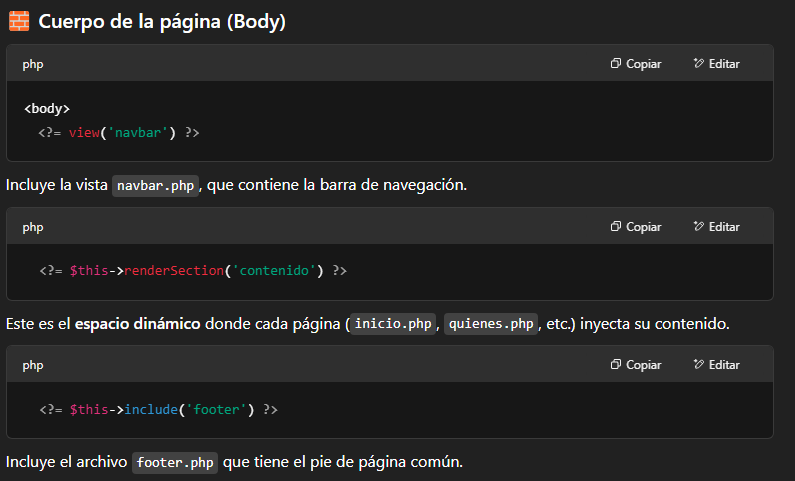 🧱 Cuerpo de la página (Body)
php Copiar Editar
<body>
<?= view('navbar') ?>
Incluye la vista navbar.php, que contiene la barra de navegación.
php Copiar Editar
<?= $this->renderSection('contenido') ?>
Este es el espacio dinámico donde cada página (inicio.php, quienes.php, etc.) inyecta su contenido.
php Copiar Editar
<?= $this->include('footer') ?>
Incluye el archivo footer.php que tiene el pie de página común.